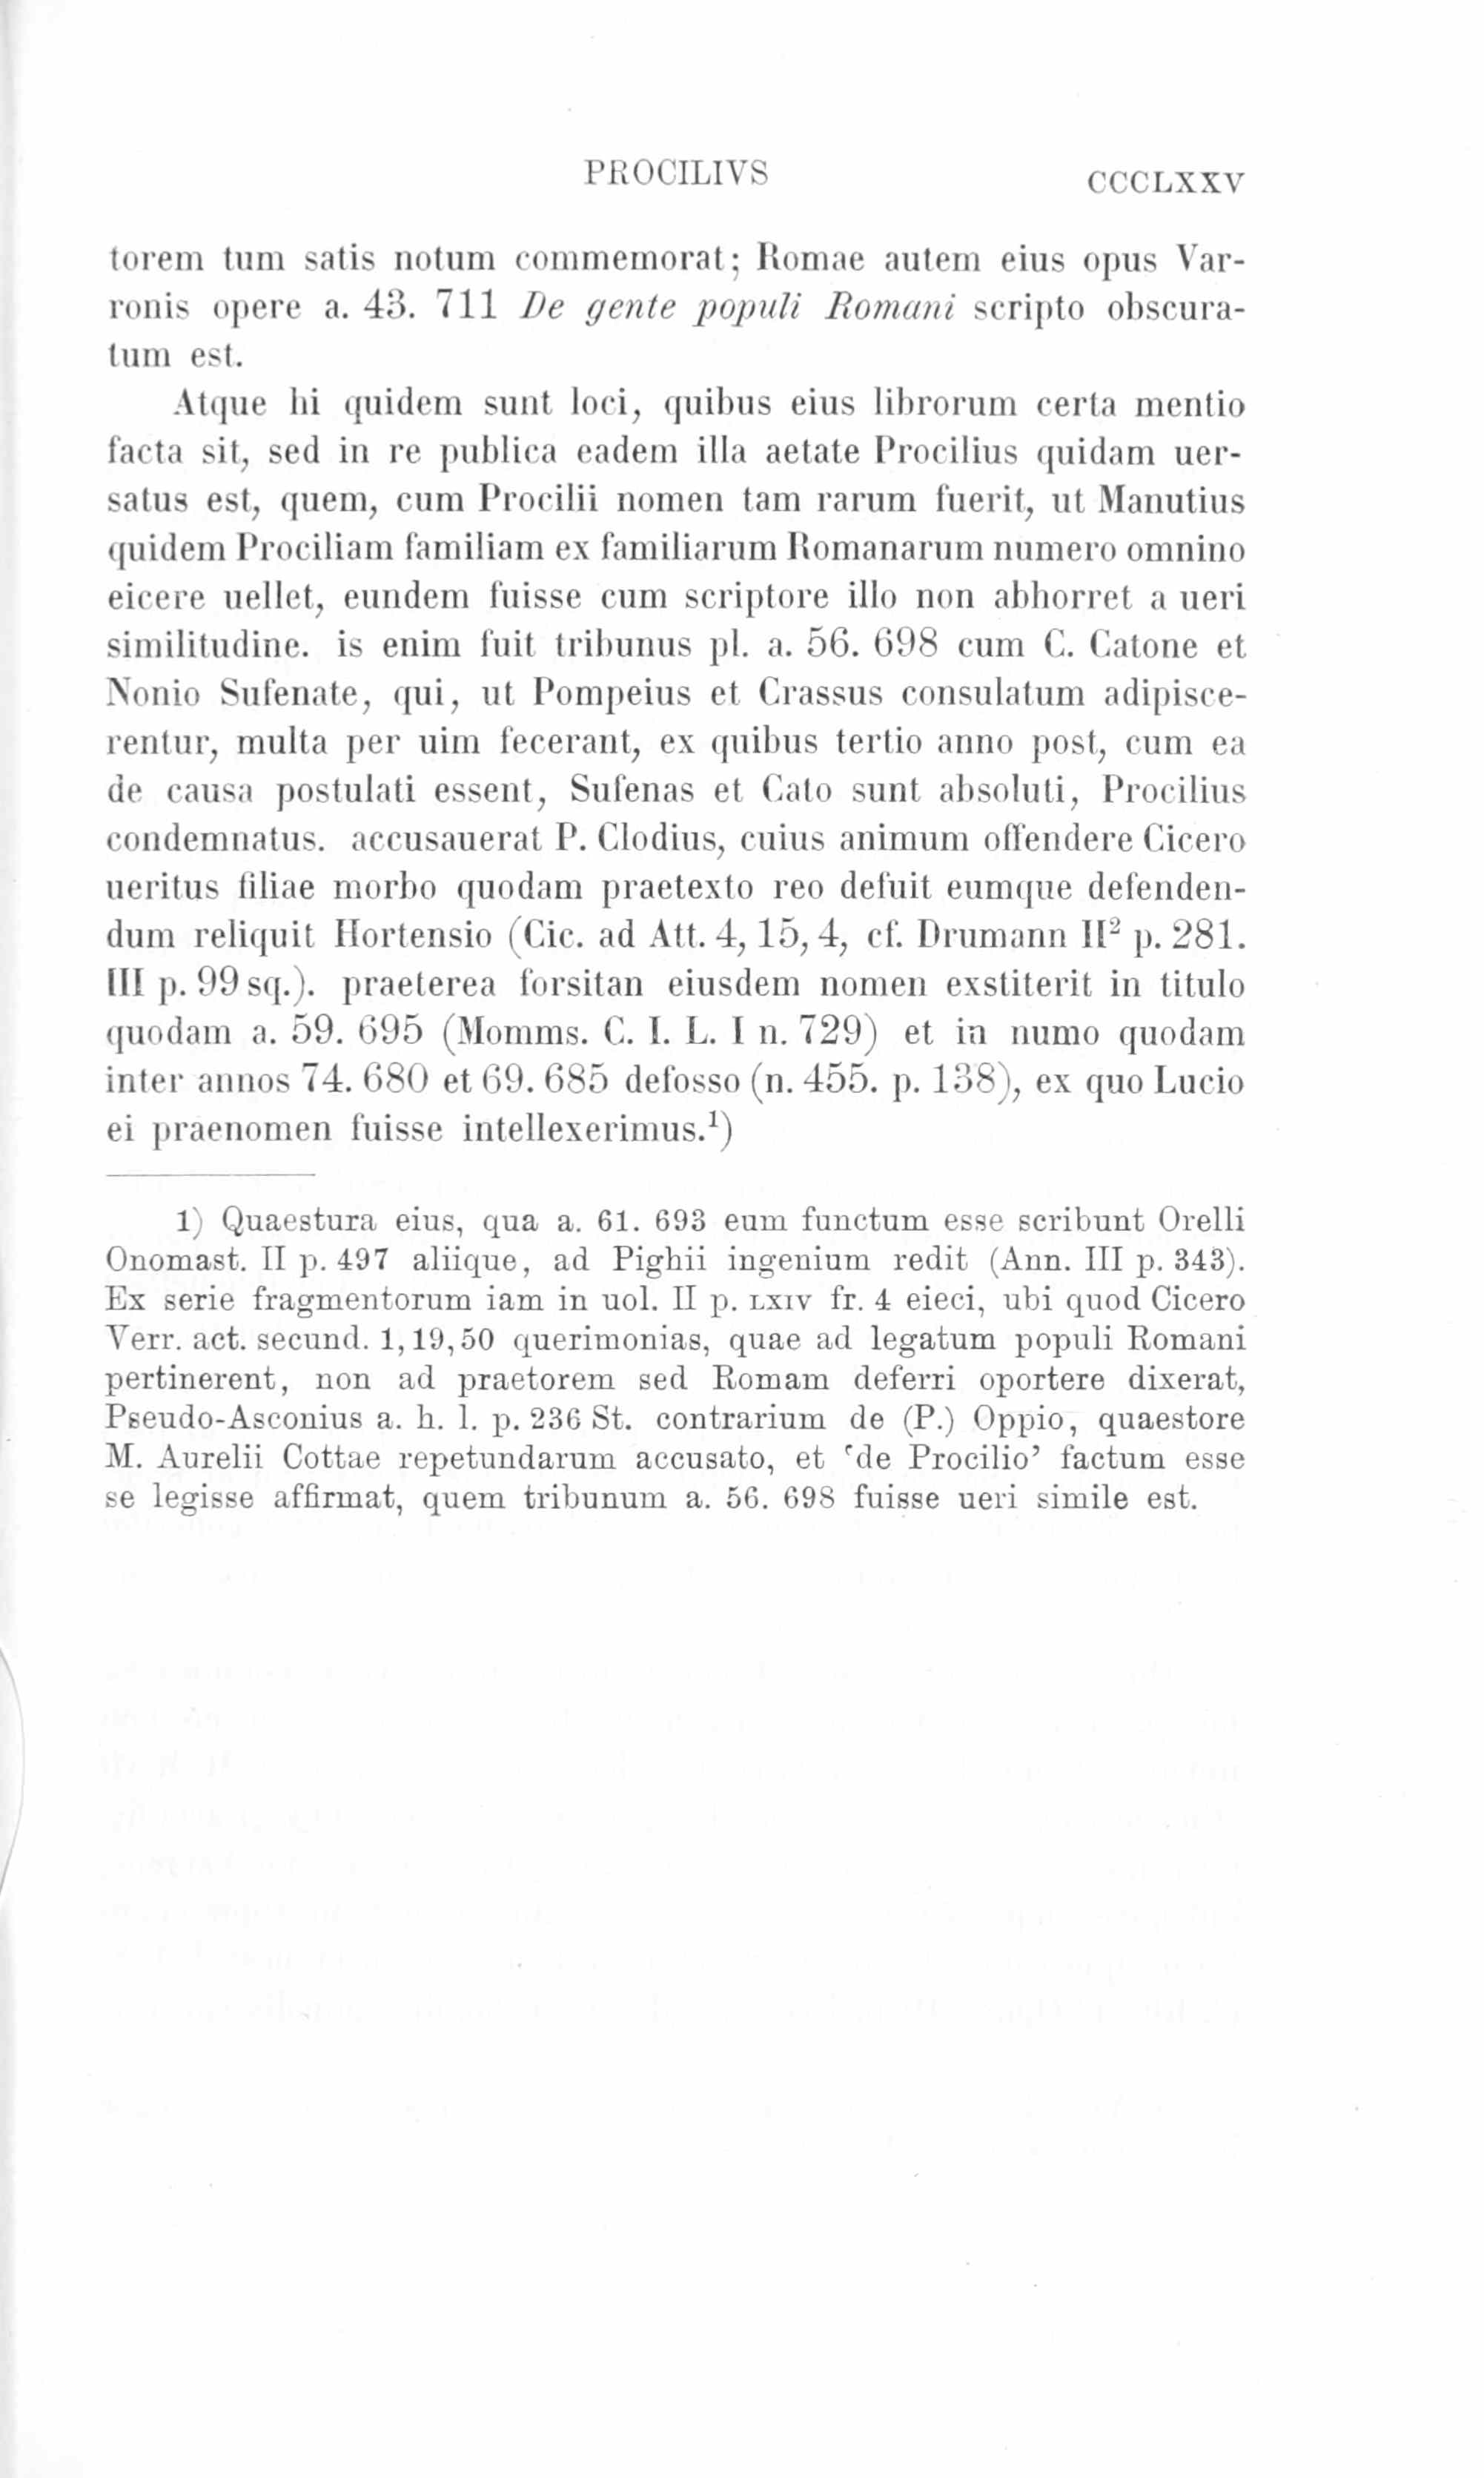 PROCILIVS CCCLXXV
torem tum satis notum commemorat; Romae autem eius opus Var-
ronis opere a. 43. 711 De gente populi Romani scripto obscura-
tum est.
Atque hi quidem sunt loci, quibus eius librorum certa mentio
facta sit, sed in re publica eadem illa aetate Procilius quidam uer-
satus est, quem, cum Procilii nomen tam rarum fuerit, ut Manutius
quidem Prociliam familiam ex familiarum Romanarum numero omnino
eicere uellet, eundem fuisse cum scriptore illo non abhorret a ueri
similitudine. is enim fuit tribunus pl. a. 56. 698 cum C. Catone et
Nonio Sufenate, qui, ut Pompeius et Crassus consulatum adipisce-
rentur, multa per uim fecerant, ex quibus tertio anno post, cum ea
de causa postulati essent, Sufenas et Cato sunt absoluti, Procilius
condemnatus. accusauerat P. Clodius, cuius animum offendere Cicero
ueritus filiae morbo quodam praetexto reo defuit eumque defenden-
dum reliquit Hortensio (Cic. ad Att. 4, 15, 4, cf. Drumann II² p. 281.
III p. 99 sq.). praeterea forsitan eiusdem nomen exstiterit in titulo
quodam a. 59. 695 (Momms. C. I. L. I n. 729) et in numo quodam
inter annos 74. 680 et 69. 685 defosso (n. 455. p. 138), ex quo Lucio
ei praenomen fuisse intellexerimus.¹)
1) Quaestura eius, qua a. 61. 693 eum functum esse scribunt Orelli
Onomast. II p. 497 aliique, ad Pighii ingenium redit (Ann. III p. 343).
Ex serie fragmentorum iam in uol. II p. LXIV fr. 4 eieci, ubi quod Cicero
Verr. act. secund. 1, 19, 50 querimonias, quae ad legatum populi Romani
pertinerent, non ad praetorem sed Romam deferri oportere dixerat,
Pseudo-Asconius a. h. l. p. 236 St. contrarium de (P.) Oppio, quaestore
M. Aurelii Cottae repetundarum accusato, et ‛de Procilio’ factum esse
se legisse affirmat, quem tribunum a. 56. 698 fuisse ueri simile est.